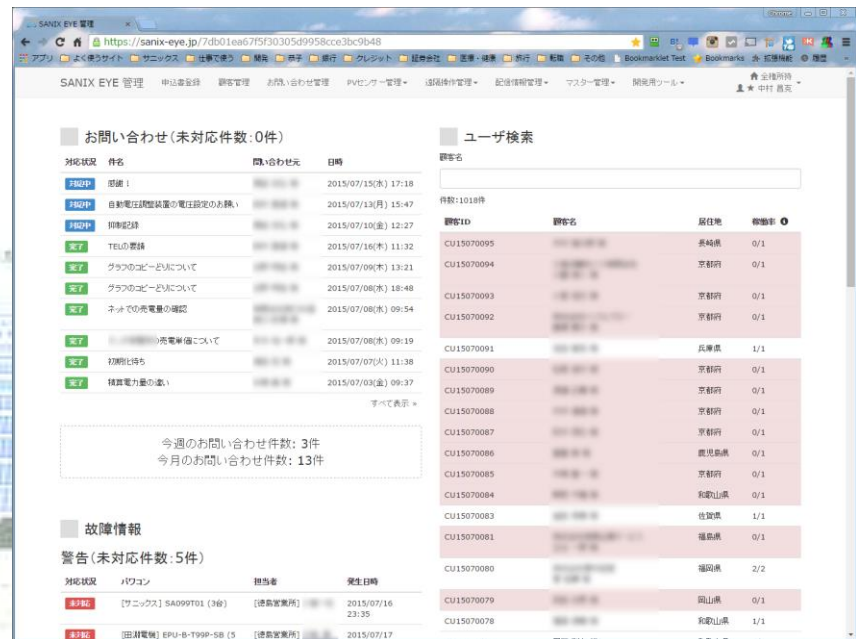 SANIX EYE 管理
https://sanix-eye.jp/7db01ea67f5f30305d9958cce3bc9b48
アプリ よく使うサイト サニックス 仕事で使う 開発 恭子 銀行 クレジット 証券会社 医療・健康 旅行 転職 その他 Bookmarklet Test Bookmarks 拡張機能 履歴
SANIX EYE 管理 申込書登録 顧客管理 お問い合わせ管理 PVセンサー管理 遠隔操作管理 配信情報管理 マスター管理 開発用ツール 全権所持
★ 中村 昌克
お問い合わせ(未対応件数:0件)
対応状況 件名 問い合わせ元 日時
対応中 感謝! 2015/07/15(水) 17:18
対応中 自動電圧調整装置の電圧設定のお願い 2015/07/13(月) 15:47
対応中 抑制記録 2015/07/10(金) 12:27
完了 TELの要請 2015/07/16(木) 11:32
完了 グラフのコピーどりについて 2015/07/09(木) 13:21
完了 グラフのコピーどりについて 2015/07/08(水) 18:48
完了 ネットでの売電量の確認 2015/07/08(水) 09:54
完了 の売電単価について 2015/07/08(水) 09:19
完了 初期化待ち 2015/07/07(火) 11:38
完了 積算電力量の違い 2015/07/03(金) 09:37
すべて表示 »
今週のお問い合わせ件数: 3件
今月のお問い合わせ件数: 13件
故障情報
警告(未対応件数:5件)
対応状況 パワコン 担当者 発生日時
未対応 [サニックス] SA099T01 (3台) [徳島営業所] 2015/07/16
23:35
未対応 [田淵電機] EPU-B-T99P-SB (5 [徳島営業所] 2015/07/17
ユーザ検索
顧客名
件数:1018件
顧客ID 顧客名 居住地 稼働率
CU15070095 長崎県 0/1
CU15070094 京都府 0/1
CU15070093 京都府 0/1
CU15070092 京都府 0/1
CU15070091 兵庫県 1/1
CU15070090 京都府 0/1
CU15070089 京都府 0/1
CU15070088 京都府 0/1
CU15070087 京都府 0/1
CU15070086 鹿児島県 0/1
CU15070085 京都府 0/1
CU15070084 和歌山県 0/1
CU15070083 佐賀県 1/1
CU15070081 福島県 0/1
CU15070080 福岡県 2/2
CU15070079 岡山県 0/1
CU15070078 和歌山県 1/1